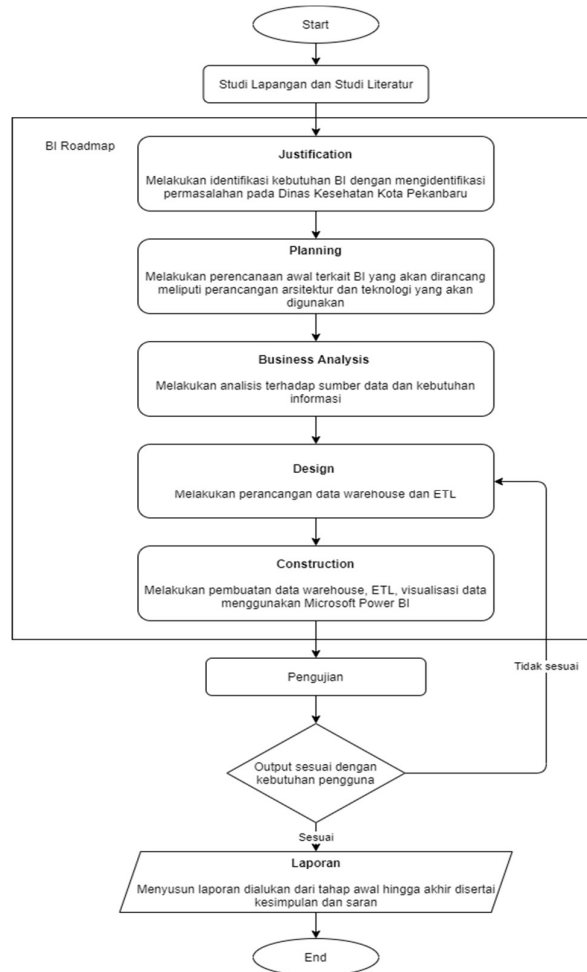 Start
Studi Lapangan dan Studi Literatur
BI Roadmap
Justification
Melakukan identifikasi kebutuhan BI dengan mengidentifikasi
permasalahan pada Dinas Kesehatan Kota Pekanbaru
Planning
Melakukan perencanaan awal terkait BI yang akan dirancang
meliputi perancangan arsitektur dan teknologi yang akan
digunakan
Business Analysis
Melakukan analisis terhadap sumber data dan kebutuhan
informasi
Design
Melakukan perancangan data warehouse dan ETL
Construction
Melakukan pembuatan data warehouse, ETL, visualisasi data
menggunakan Microsoft Power BI
Tidak sesuai
Pengujian
Output sesuai dengan
kebutuhan pengguna
Sesuai
Laporan
Menyusun laporan dialukan dari tahap awal hingga akhir disertai
kesimpulan dan saran
End